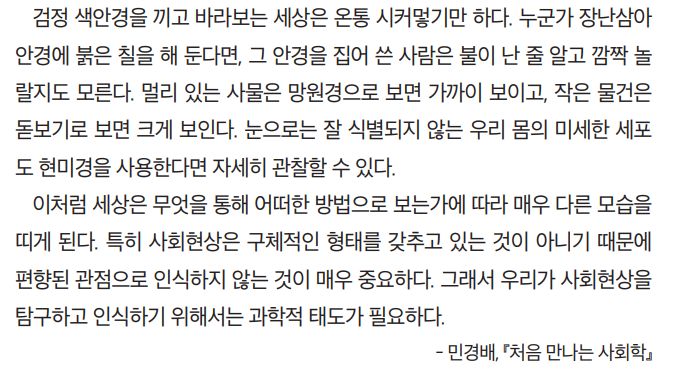 검정 색안경을 끼고 바라보는 세상은 온통 시커멓기만 하다. 누군가 장난삼아
안경에 붉은 칠을 해 둔다면, 그 안경을 집어 쓴 사람은 불이 난 줄 알고 깜짝 놀
랄지도 모른다. 멀리 있는 사물은 망원경으로 보면 가까이 보이고, 작은 물건은
돋보기로 보면 크게 보인다. 눈으로는 잘 식별되지 않는 우리 몸의 미세한 세포
도 현미경을 사용한다면 자세히 관찰할 수 있다.
이처럼 세상은 무엇을 통해 어떠한 방법으로 보는가에 따라 매우 다른 모습을
띠게 된다. 특히 사회현상은 구체적인 형태를 갖추고 있는 것이 아니기 때문에
편향된 관점으로 인식하지 않는 것이 매우 중요하다. 그래서 우리가 사회현상을
탐구하고 인식하기 위해서는 과학적 태도가 필요하다.
- 민경배, 『처음 만나는 사회학』